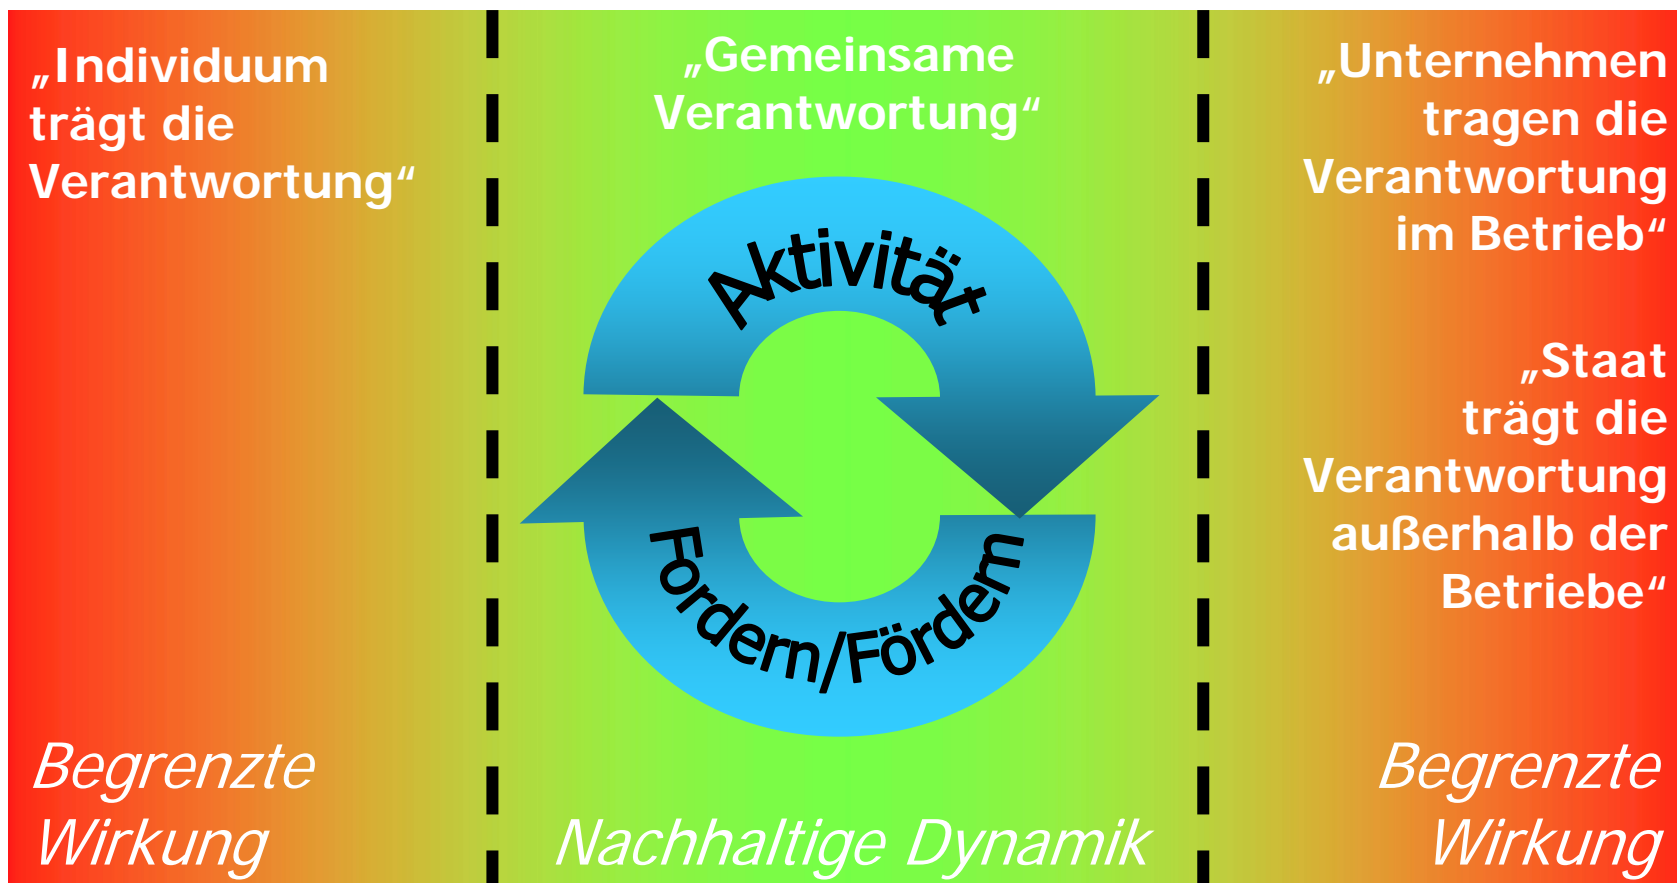 „Individuum
trägt die
Verantwortung“
„Gemeinsame
Verantwortung“
„Unternehmen
tragen die
Verantwortung
im Betrieb“
„Staat
trägt die
Verantwortung
außerhalb der
Betriebe“
Aktivität
Fordern/Fördern
Begrenzte
Wirkung
Nachhaltige Dynamik
Begrenzte
Wirkung